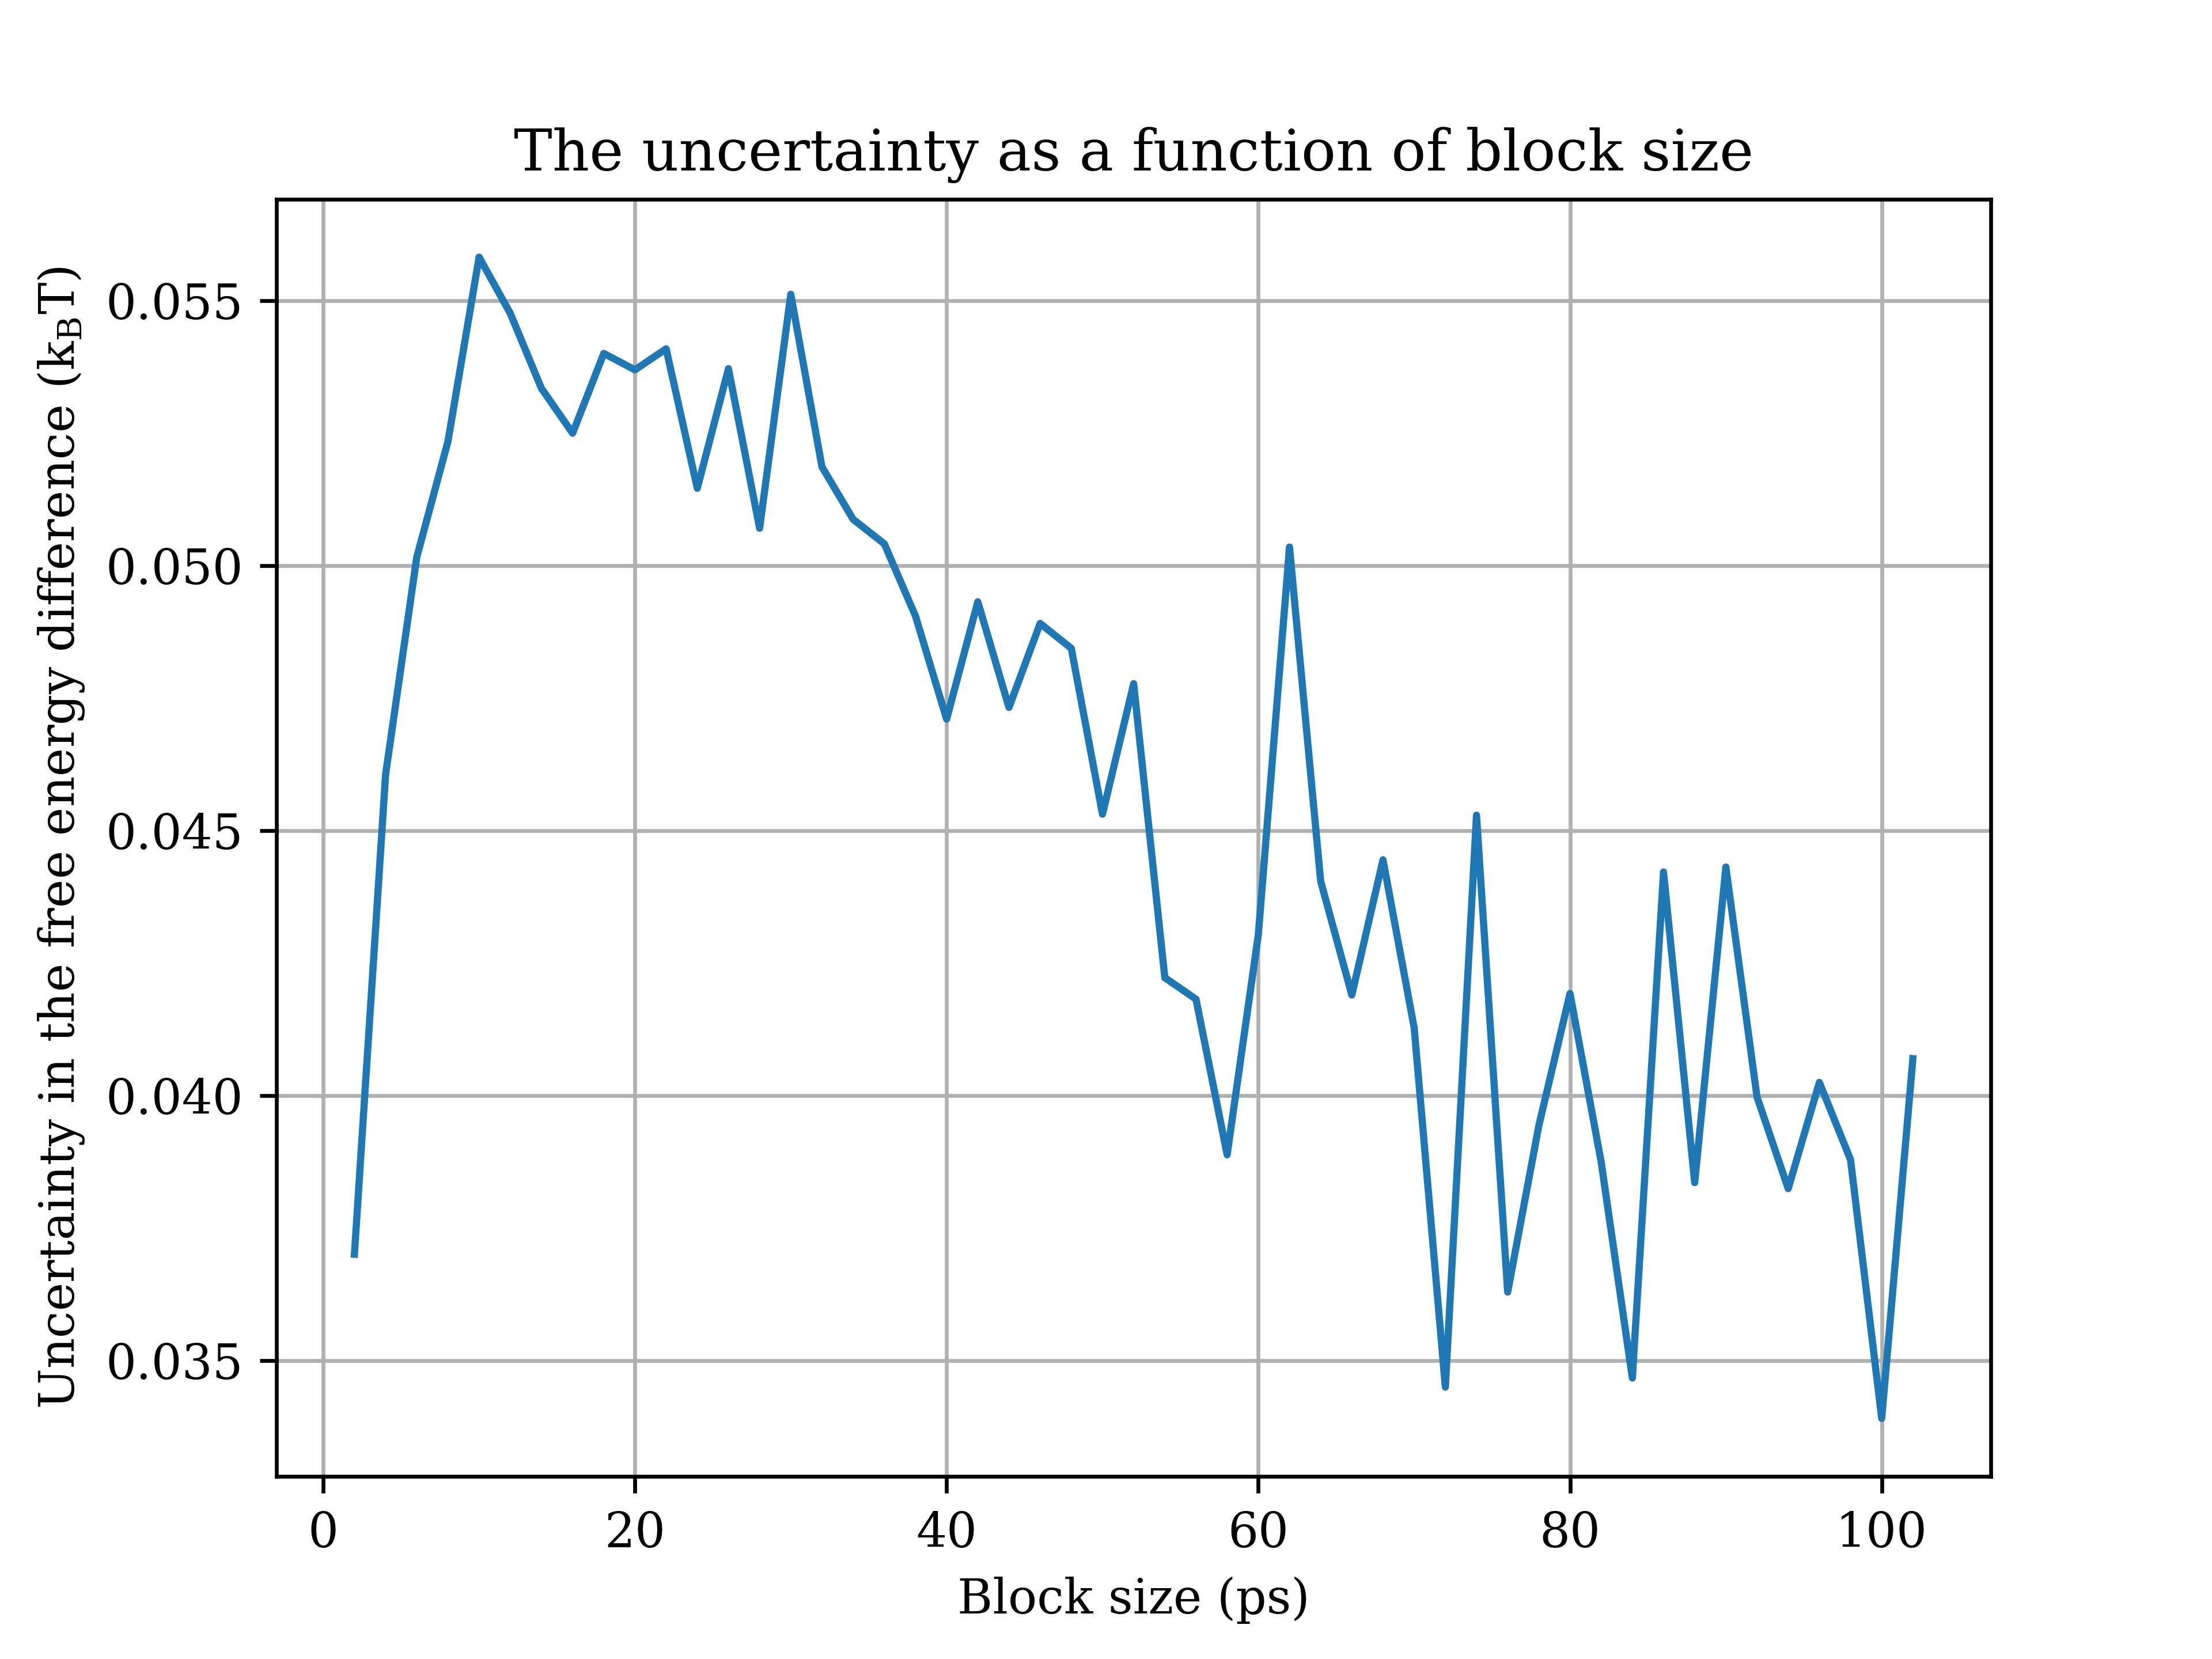 The uncertainty as a function of block size
Uncertainty in the free energy difference (k_BT)
0.055
0.050
0.045
0.040
0.035
0 20 40 60 80 100
Block size (ps)